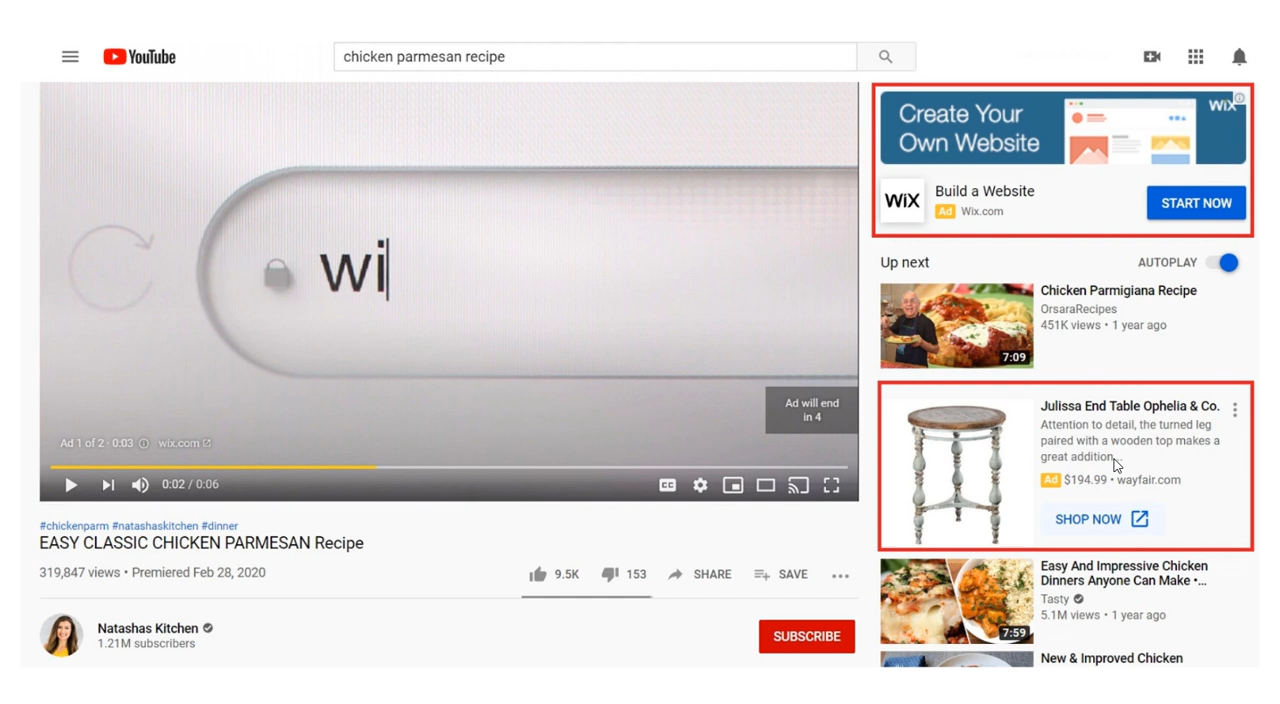 YouTube
chicken parmesan recipe
wi
Ad will end
in 4
Ad 1 of 2 · 0:03 wix.com
0:02 / 0:06
CC
#chickenparm #natashaskitchen #dinner
EASY CLASSIC CHICKEN PARMESAN Recipe
319,847 views • Premiered Feb 28, 2020
9.5K 153 SHARE SAVE
Natashas Kitchen
1.21M subscribers
SUBSCRIBE
Create Your
Own Website
WiX
WiX
Build a Website
Ad Wix.com
START NOW
Up next
AUTOPLAY
Chicken Parmigiana Recipe
OrsaraRecipes
451K views • 1 year ago
7:09
Julissa End Table Ophelia & Co.
Attention to detail, the turned leg
paired with a wooden top makes a
great addition...
Ad $194.99 • wayfair.com
SHOP NOW
Easy And Impressive Chicken
Dinners Anyone Can Make •...
Tasty
5.1M views • 1 year ago
7:59
New & Improved Chicken